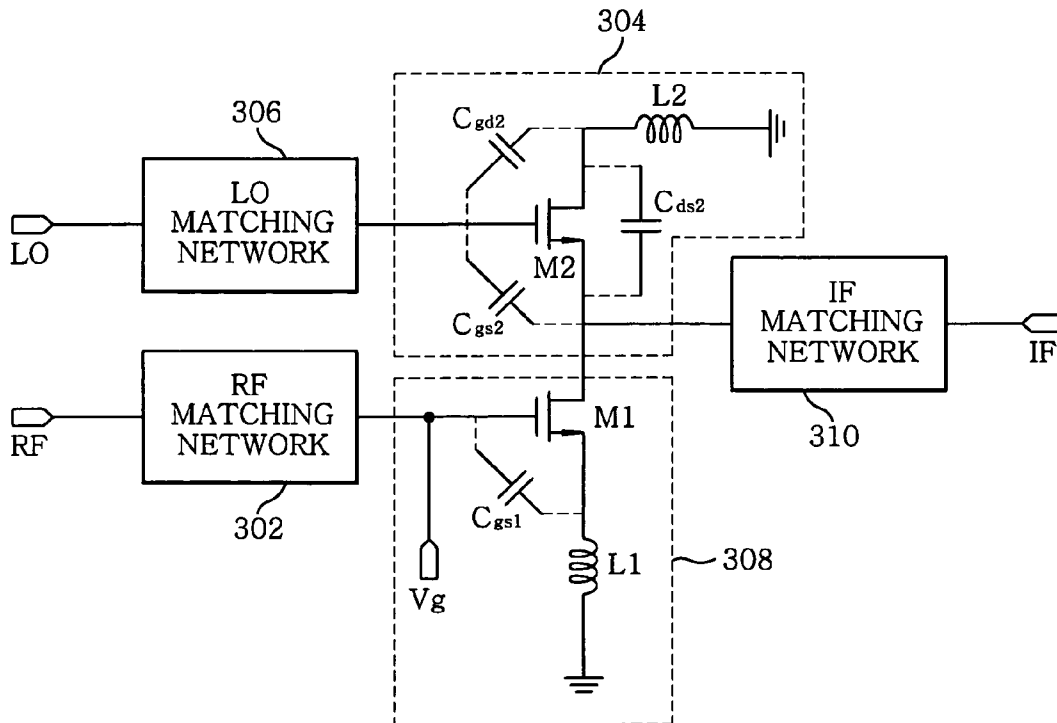 304
L2
Cgd2
306
LO
MATCHING
NETWORK
LO
Cds2
M2
Cgs2
IF
MATCHING
NETWORK
IF
310
RF
MATCHING
NETWORK
RF
302
M1
Cgs1
Vg
L1
308